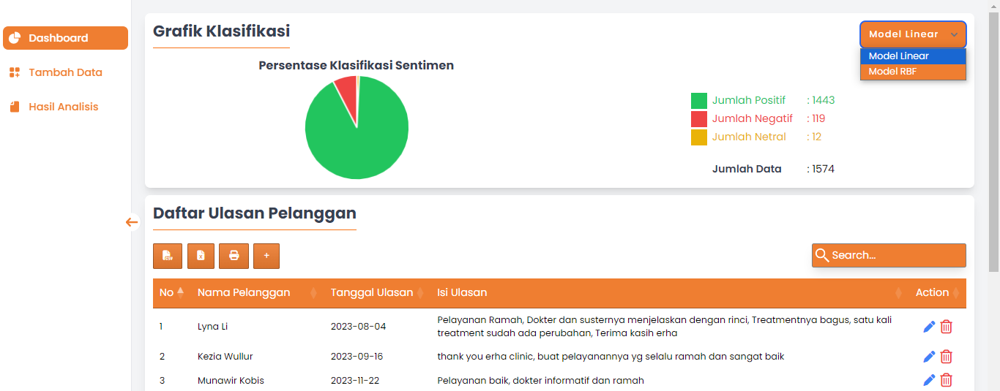 Dashboard
Tambah Data
Hasil Analisis
Grafik Klasifikasi
Model Linear
Model Linear
Model RBF
Persentase Klasifikasi Sentimen
Jumlah Positif : 1443
Jumlah Negatif : 119
Jumlah Netral : 12
Jumlah Data : 1574
Daftar Ulasan Pelanggan
+
Search...
No Nama Pelanggan Tanggal Ulasan Isi Ulasan Action
1 Lyna Li 2023-08-04 Pelayanan Ramah, Dokter dan susternya menjelaskan dengan rinci, Treatmentnya bagus, satu kali
treatment sudah ada perubahan, Terima kasih erha
2 Kezia Wullur 2023-09-16 thank you erha clinic, buat pelayanannya yg selalu ramah dan sangat baik
3 Munawir Kobis 2023-11-22 Pelayanan baik, dokter informatif dan ramah